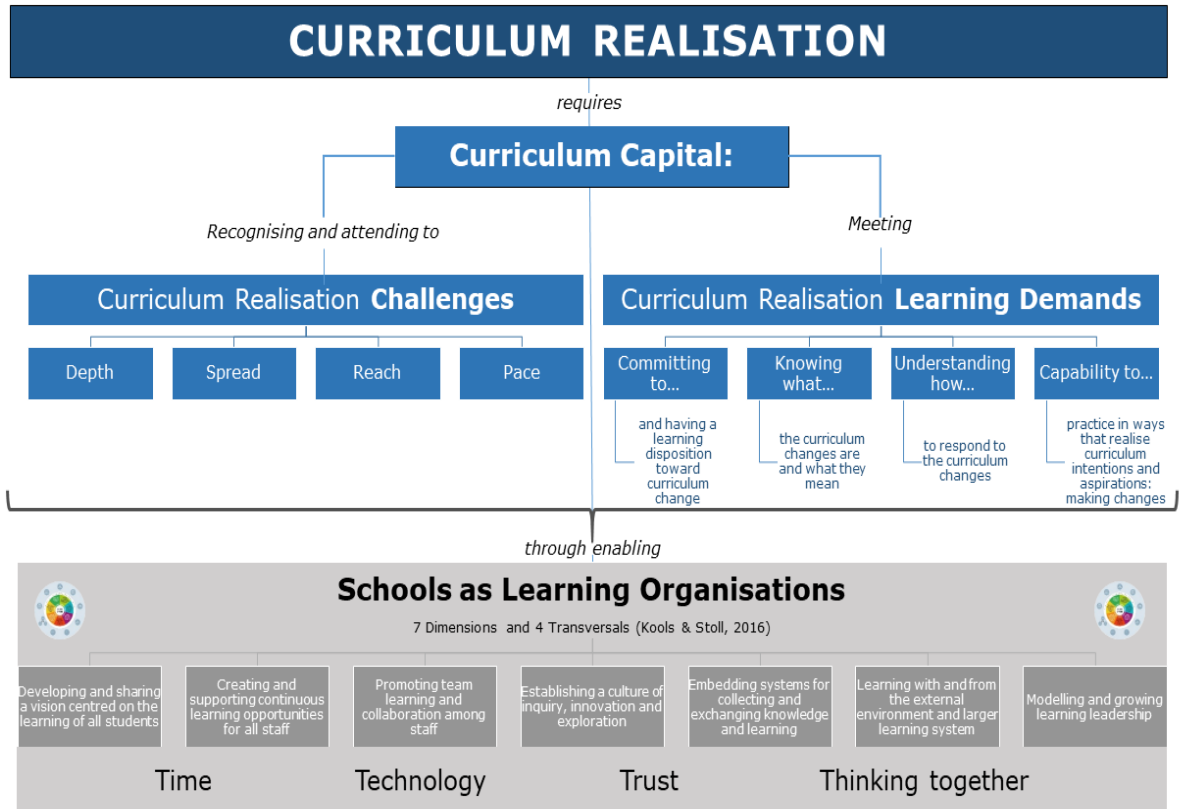 CURRICULUM REALISATION
requires
Curriculum Capital:
Recognising and attending to
Meeting
Curriculum Realisation Challenges
Curriculum Realisation Learning Demands
Depth
Spread
Reach
Pace
Committing
to...
Knowing
what...
Understanding
how...
Capability to...
and having a
learning
disposition
toward
curriculum
change
the curriculum
changes are
and what they
mean
to respond to
the curriculum
changes
practice in ways
that realise
curriculum
intentions and
aspirations:
making changes
through enabling
Schools as Learning Organisations
7 Dimensions and 4 Transversals (Kools & Stoll, 2016)
Developing and sharing
a vision centred on the
learning of all students
Creating and
supporting continuous
learning opportunities
for all staff
Promoting team
learning and
collaboration among
staff
Establishing a culture of
inquiry, innovation and
exploration
Embedding systems for
collecting and
exchanging knowledge
and learning
Learning with and from
the external
environment and larger
learning system
Modelling and growing
learning leadership
Time
Technology
Trust
Thinking together